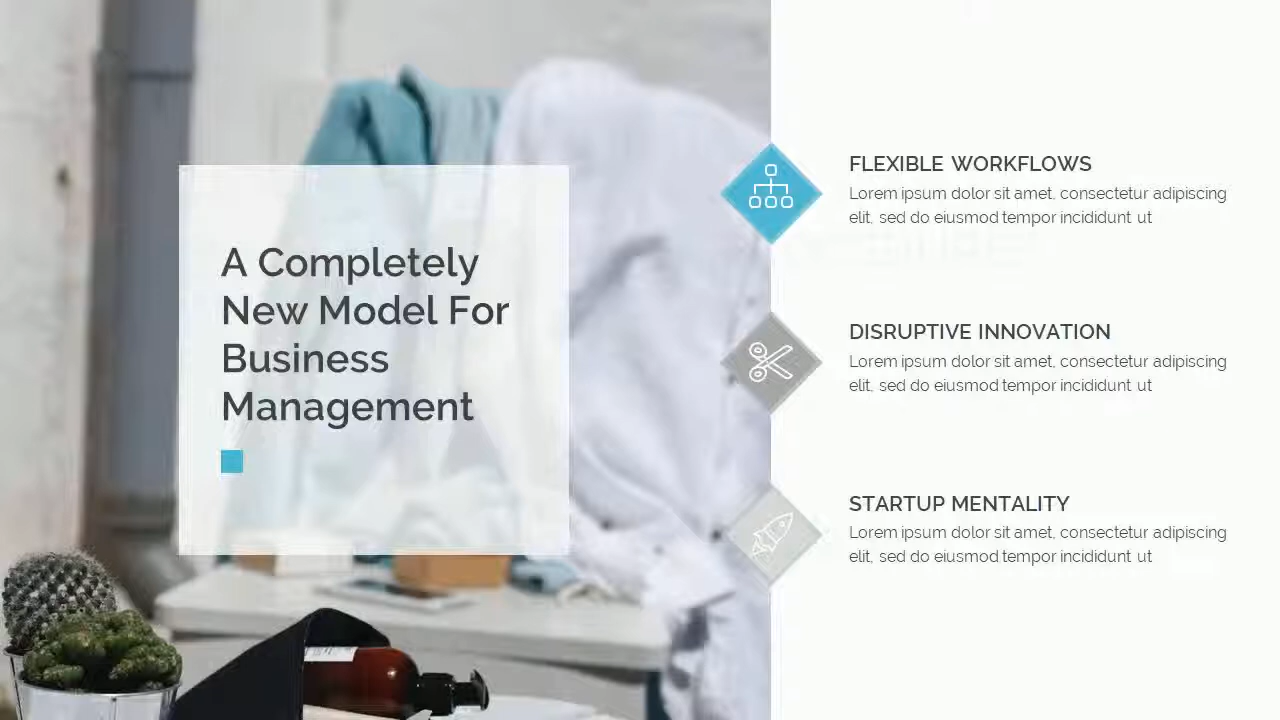 A Completely
New Model For
Business
Management
FLEXIBLE WORKFLOWS
Lorem ipsum dolor sit amet, consectetur adipiscing
elit, sed do eiusmod tempor incididunt ut
DISRUPTIVE INNOVATION
Lorem ipsum dolor sit amet, consectetur adipiscing
elit, sed do eiusmod tempor incididunt ut
STARTUP MENTALITY
Lorem ipsum dolor sit amet, consectetur adipiscing
elit, sed do eiusmod tempor incididunt ut